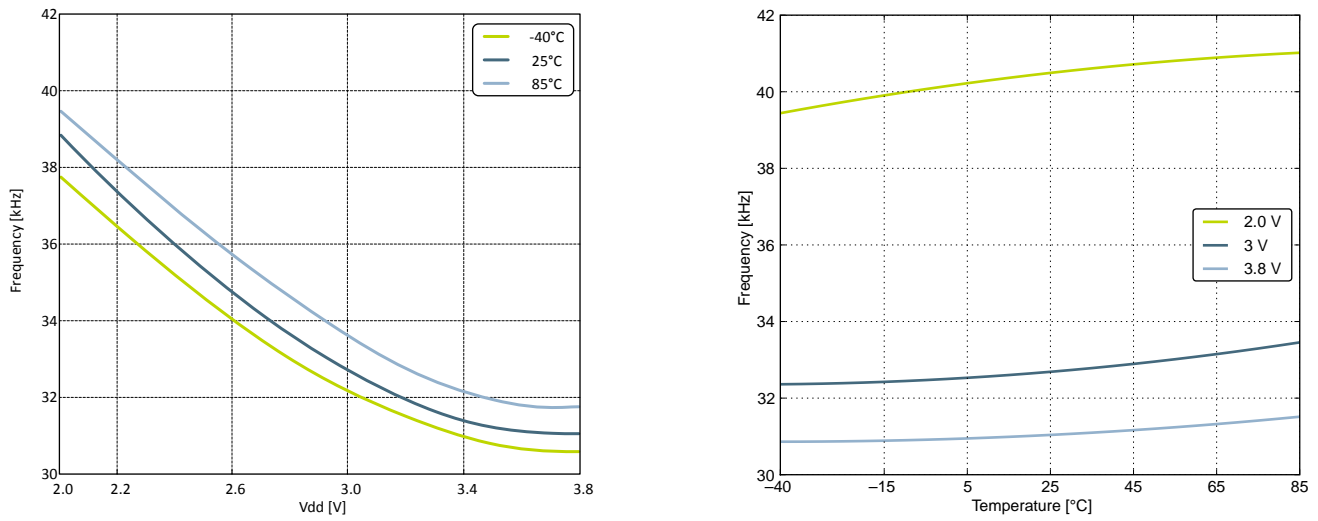 42
40
38
36
34
32
30
2.0
2.2
2.6
3.0
3.4
3.8
Frequency [kHz]
Vdd [V]
-40°C
25°C
85°C
42
40
38
36
34
32
30
–40
–15
5
25
45
65
85
Frequency [kHz]
Temperature [°C]
2.0 V
3 V
3.8 V